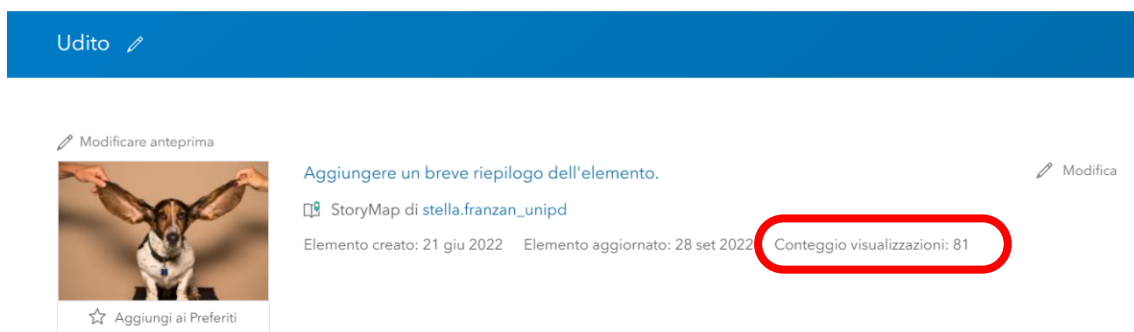 Udito
Modificare anteprima
Aggiungere un breve riepilogo dell'elemento.
Modifica
StoryMap di stella.franzan_unipd
Elemento creato: 21 giu 2022 Elemento aggiornato: 28 set 2022 Conteggio visualizzazioni: 81
Aggiungi ai Preferiti